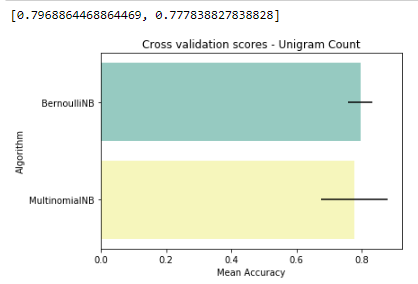 [0.7968864468864469, 0.777838827838828]
Cross validation scores - Unigram Count
BernoulliNB
MultinomialNB
Algorithm
0.0 0.2 0.4 0.6 0.8
Mean Accuracy